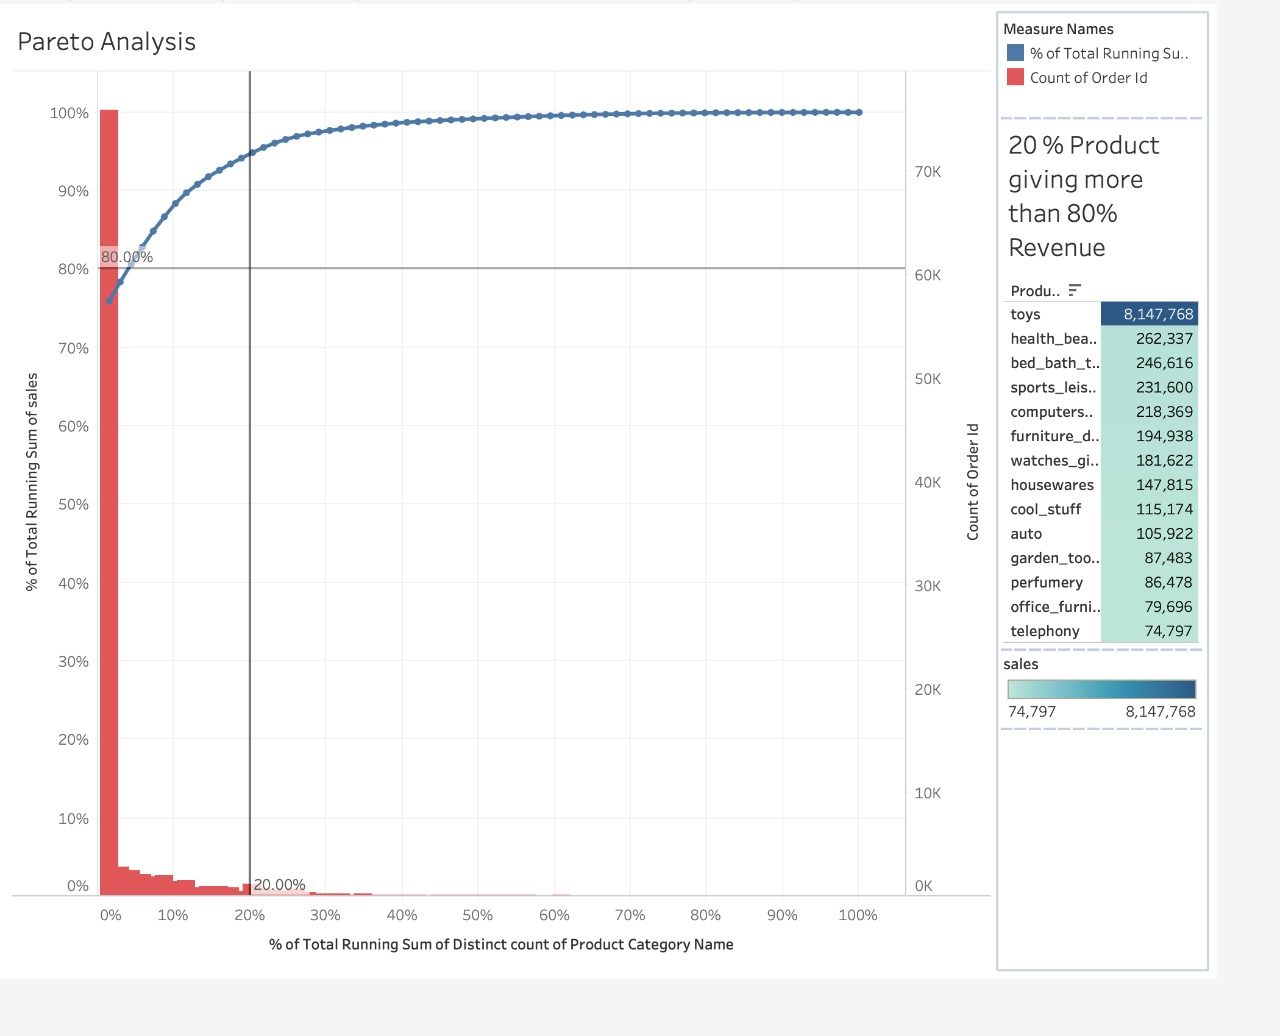 Pareto Analysis
% of Total Running Sum of sales
100%
90%
80%
70%
60%
50%
40%
30%
20%
10%
0%
80.00%
20.00%
70K
60K
50K
40K
30K
20K
10K
0K
Count of Order Id
0% 10% 20% 30% 40% 50% 60% 70% 80% 90% 100%
% of Total Running Sum of Distinct count of Product Category Name
Measure Names
% of Total Running Su..
Count of Order Id
20 % Product
giving more
than 80%
Revenue
Produ..
toys 8,147,768
health_bea.. 262,337
bed_bath_t.. 246,616
sports_leis.. 231,600
computers.. 218,369
furniture_d.. 194,938
watches_gi.. 181,622
housewares 147,815
cool_stuff 115,174
auto 105,922
garden_too.. 87,483
perfumery 86,478
office_furni.. 79,696
telephony 74,797
sales
74,797 8,147,768